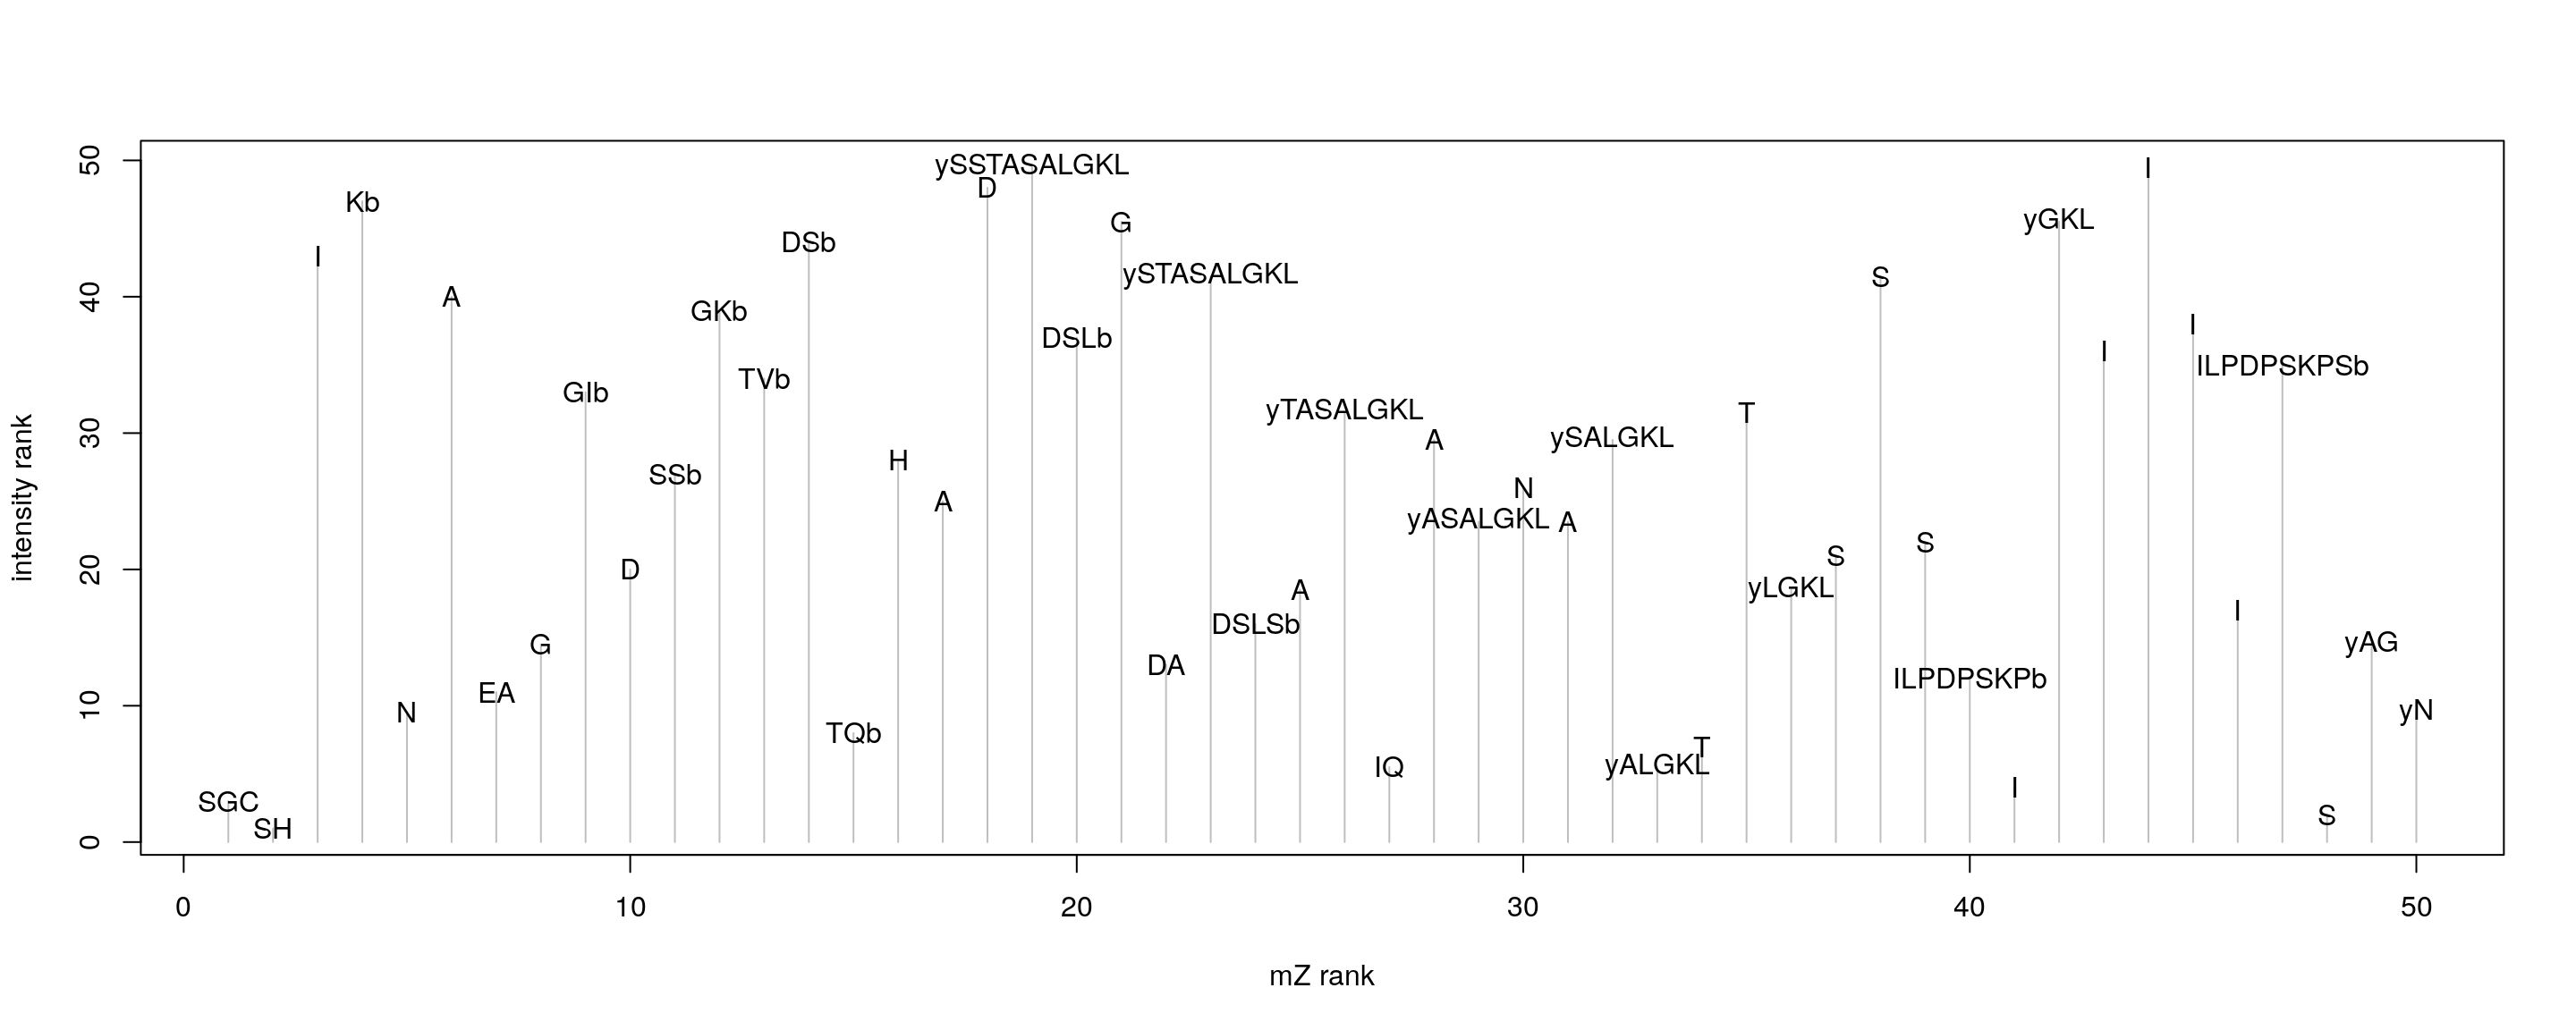 50
40
30
20
10
0
intensity rank
SGC
SH
I
Kb
N
A
EA
G
GIb
D
SSb
GKb
TVb
DSb
TQb
H
A
D
ySSTASALGKL
DSLb
G
DA
ySTASALGKL
DSLSb
A
yTASALGKL
IQ
A
yASALGKL
N
A
ySALGKL
yALGKL
T
T
yLGKL
S
S
S
ILPDPSKPb
I
yGKL
I
I
I
I
ILPDPSKPSb
S
yAG
yN
0
10
20
30
40
50
mZ rank